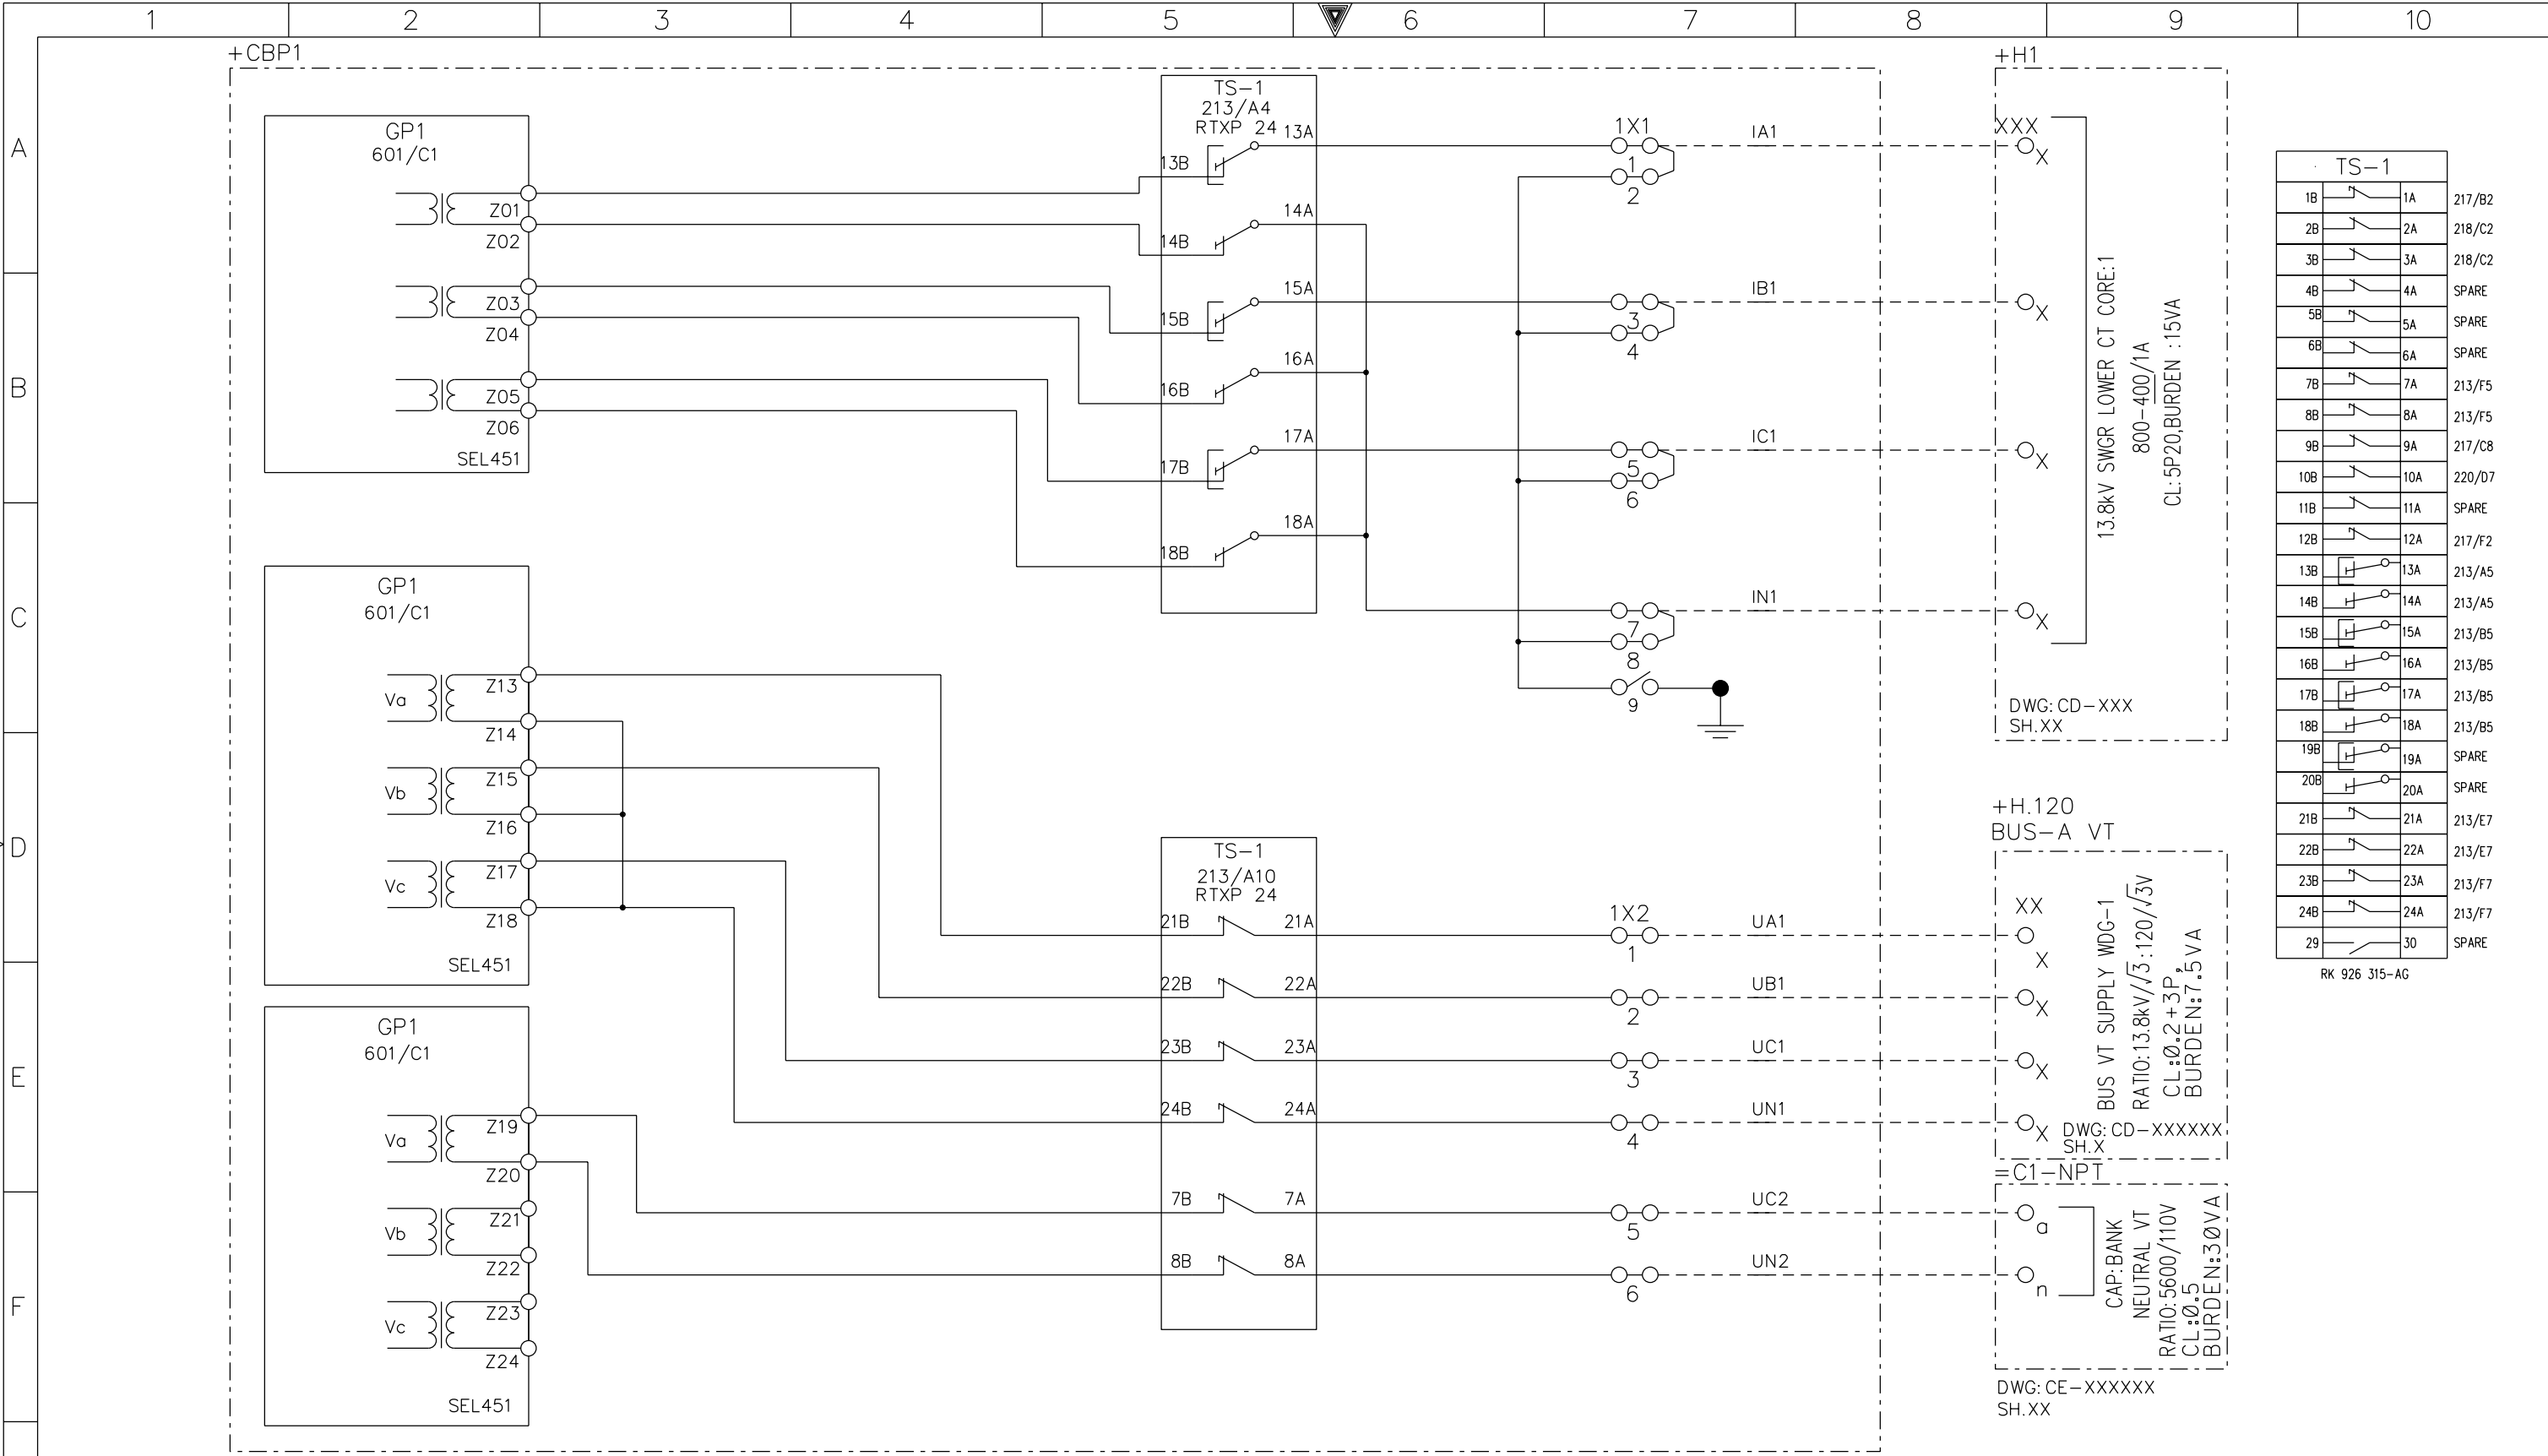 1 2 3 4 5 6 7 8 9 10
A
B
C
D
E
F
+CBP1
GP1
601/C1
Z01
Z02
Z03
Z04
Z05
Z06
SEL451
GP1
601/C1
Va
Z13
Z14
Vb
Z15
Z16
Vc
Z17
Z18
SEL451
GP1
601/C1
Va
Z19
Z20
Vb
Z21
Z22
Vc
Z23
Z24
SEL451
TS-1
213/A4
RTXP 24
13A
13B
14A
14B
15A
15B
16A
16B
17A
17B
18A
18B
TS-1
213/A10
RTXP 24
21B 21A
22B 22A
23B 23A
24B 24A
7B 7A
8B 8A
1X1
1
2
3
4
5
6
7
8
9
IA1
IB1
IC1
IN1
1X2
1
2
3
4
5
6
UA1
UB1
UC1
UN1
UC2
UN2
+H1
XXX
X
X
X
X
13.8kV SWGR LOWER CT CORE:1
800-400/1A
CL:5P20,BURDEN :15VA
DWG:CD-XXX
SH.XX
+H.120
BUS-A VT
XX
X
X
X
X
BUS VT SUPPLY WDG-1
RATIO:13.8kV/√3:120/√3V
CL:0.2+3P,
BURDEN:7.5VA
DWG:CD-XXXXXX
SH.X
=C1-NPT
a
n
CAP:BANK
NEUTRAL VT
RATIO:5600/110V
CL:0.5
BURDEN:30VA
DWG:CE-XXXXXX
SH.XX
TS-1
1B 1A 217/B2
2B 2A 218/C2
3B 3A 218/C2
4B 4A SPARE
5B 5A SPARE
6B 6A SPARE
7B 7A 213/F5
8B 8A 213/F5
9B 9A 217/C8
10B 10A 220/D7
11B 11A SPARE
12B 12A 217/F2
13B 13A 213/A5
14B 14A 213/A5
15B 15A 213/B5
16B 16A 213/B5
17B 17A 213/B5
18B 18A 213/B5
19B 19A SPARE
20B 20A SPARE
21B 21A 213/E7
22B 22A 213/E7
23B 23A 213/F7
24B 24A 213/F7
29 30 SPARE
RK 926 315-AG